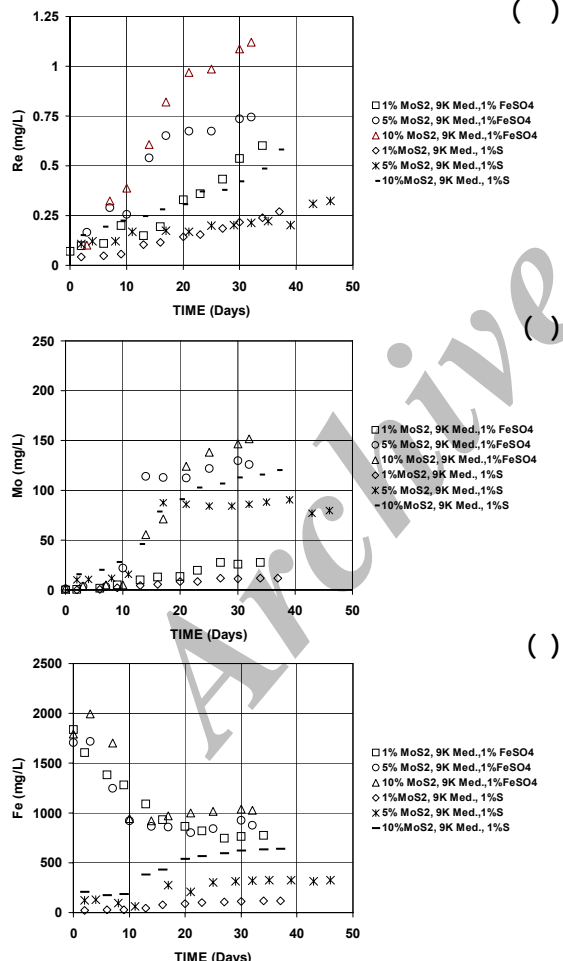 ( )
1.25
1
0.75
0.5
0.25
0
Re (mg/L)
0 10 20 30 40 50
TIME (Days)
1% MoS2, 9K Med.,1% FeSO4
5% MoS2, 9K Med.,1%FeSO4
10% MoS2, 9K Med.,1%FeSO4
1%MoS2, 9K Med., 1%S
5% MoS2, 9K Med., 1%S
10%MoS2, 9K Med., 1%S
( )
250
200
150
100
50
0
Mo (mg/L)
0 10 20 30 40 50
TIME (Days)
1% MoS2, 9K Med.,1% FeSO4
5% MoS2, 9K Med.,1%FeSO4
10% MoS2, 9K Med.,1%FeSO4
1%MoS2, 9K Med., 1%S
5% MoS2, 9K Med., 1%S
10%MoS2, 9K Med., 1%S
( )
2500
2000
1500
1000
500
0
Fe (mg/L)
0 10 20 30 40 50
TIME (Days)
1% MoS2, 9K Med.,1% FeSO4
5% MoS2, 9K Med.,1%FeSO4
10% MoS2, 9K Med.,1%FeSO4
1%MoS2, 9K Med., 1%S
5% MoS2, 9K Med., 1%S
10%MoS2, 9K Med., 1%S
Archive